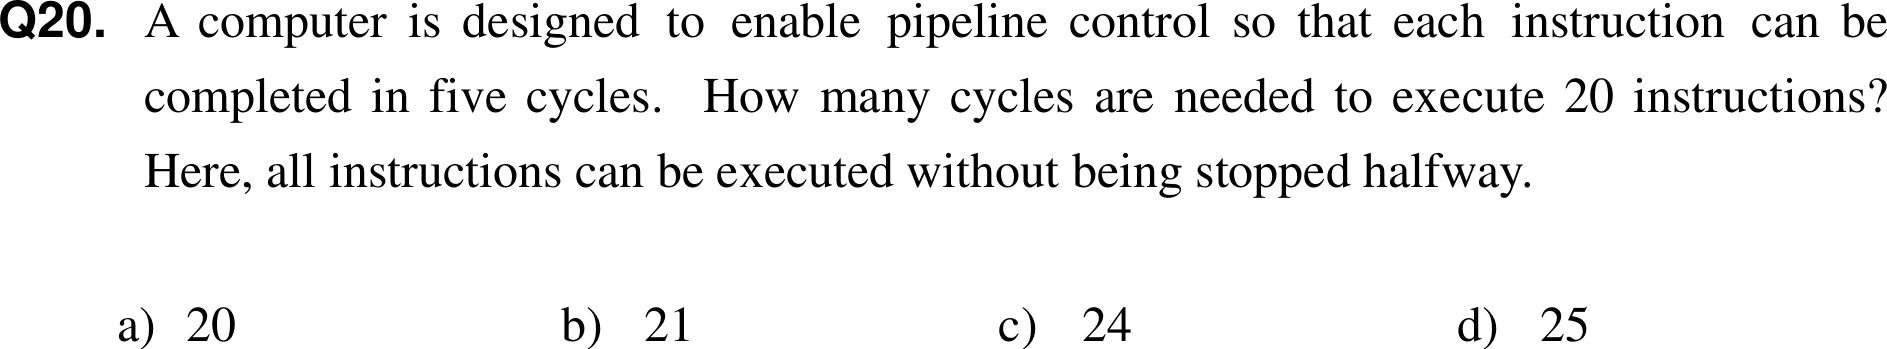 Q20. A computer is designed to enable pipeline control so that each instruction can be
completed in five cycles. How many cycles are needed to execute 20 instructions?
Here, all instructions can be executed without being stopped halfway.
a) 20 b) 21 c) 24 d) 25